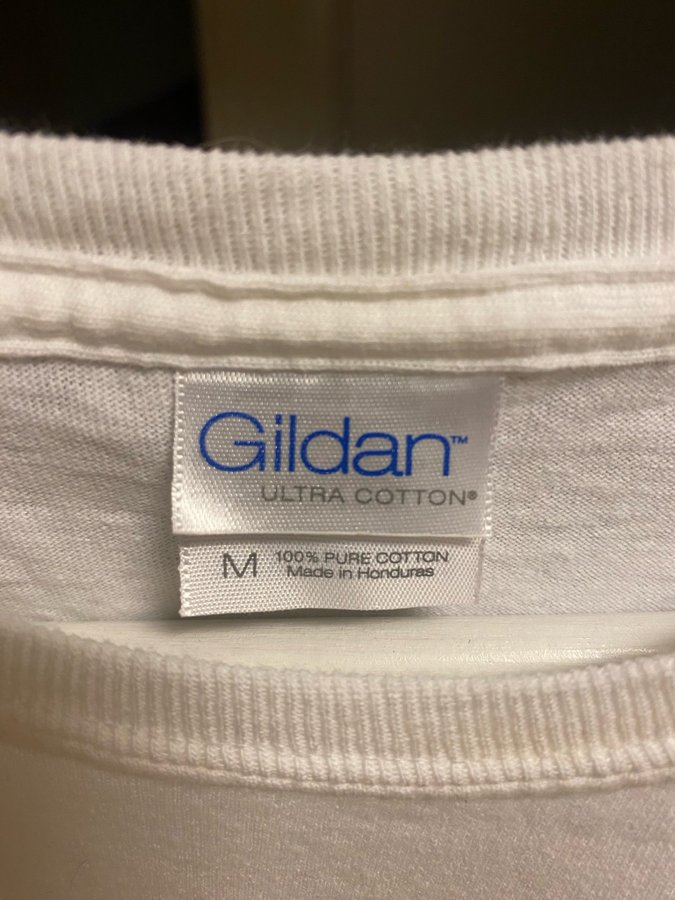 Gildan™
ULTRA COTTON®
M 100% PURE COTTON
Made in Honduras